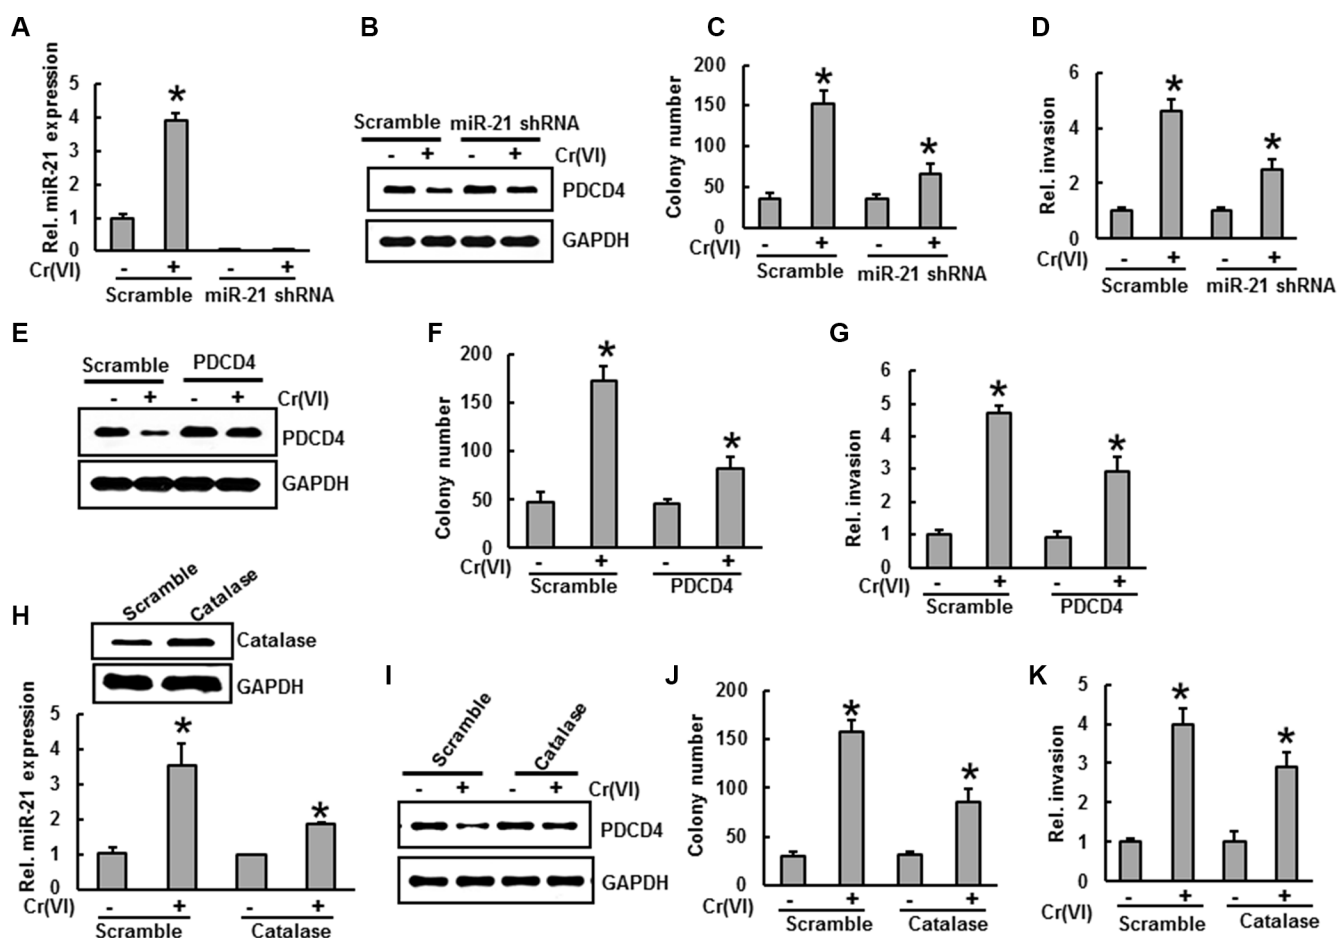 A
Rel. miR-21 expression
5
4
3
2
1
0
*
Cr(VI) - + - +
Scramble miR-21 shRNA
B
Scramble miR-21 shRNA
- + - + Cr(VI)
PDCD4
GAPDH
C
Colony number
200
150
100
50
0
* *
Cr(VI) - + - +
Scramble miR-21 shRNA
D
Rel. invasion
6
4
2
0
* *
Cr(VI) - + - +
Scramble miR-21 shRNA
E
Scramble PDCD4
- + - + Cr(VI)
PDCD4
GAPDH
F
Colony number
200
150
100
50
0
* *
Cr(VI) - + - +
Scramble PDCD4
G
Rel. invasion
6
5
4
3
2
1
0
* *
Cr(VI) - + - +
Scramble PDCD4
H
Scramble Catalase
Catalase
GAPDH
Rel. miR-21 expression
5
4
3
2
1
0
* *
Cr(VI) - + - +
Scramble Catalase
I
Scramble Catalase
- + - + Cr(VI)
PDCD4
GAPDH
J
Colony number
200
150
100
50
0
* *
Cr(VI) - + - +
Scramble Catalase
K
Rel. invasion
5
4
3
2
1
0
* *
Cr(VI) - + - +
Scramble Catalase